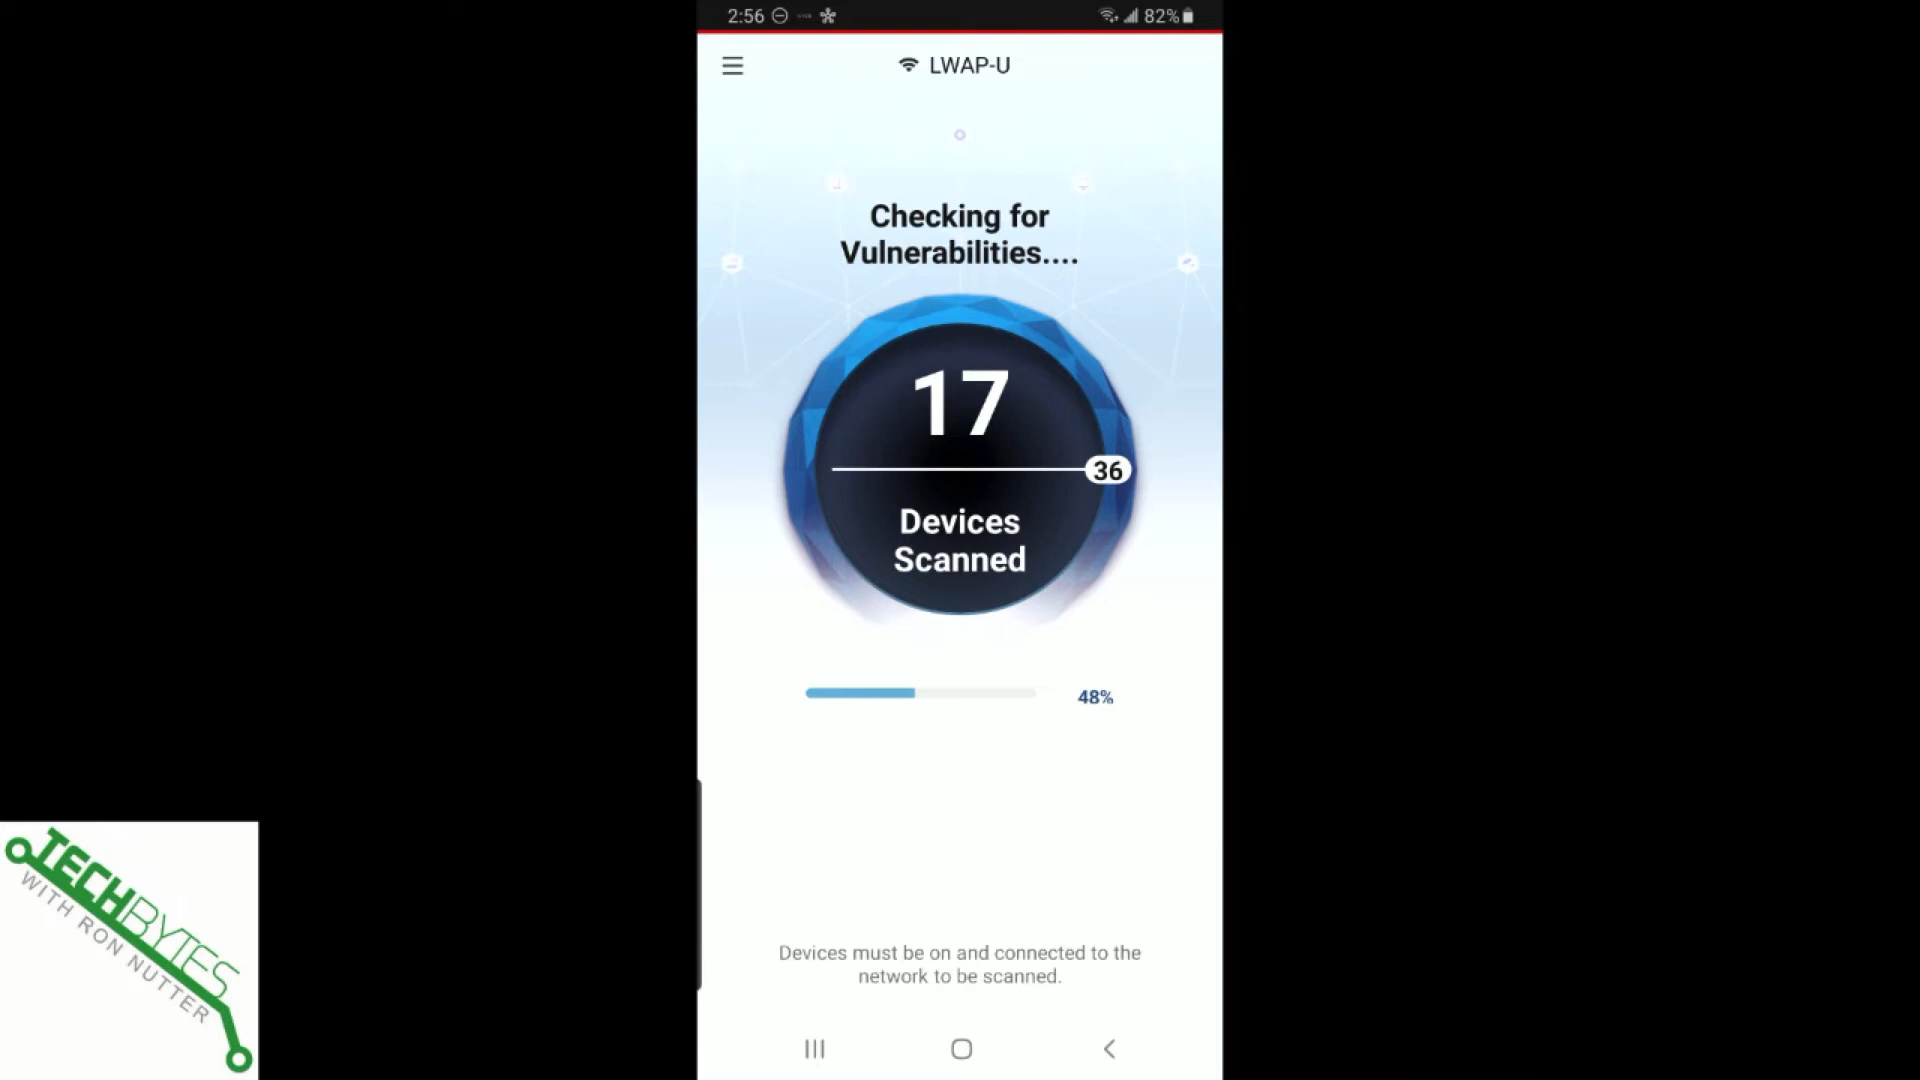 2:56
82%
LWAP-U
Checking for
Vulnerabilities....
17
36
Devices
Scanned
48%
Devices must be on and connected to the
network to be scanned.
TECHBYTES
WITH RON NUTTER